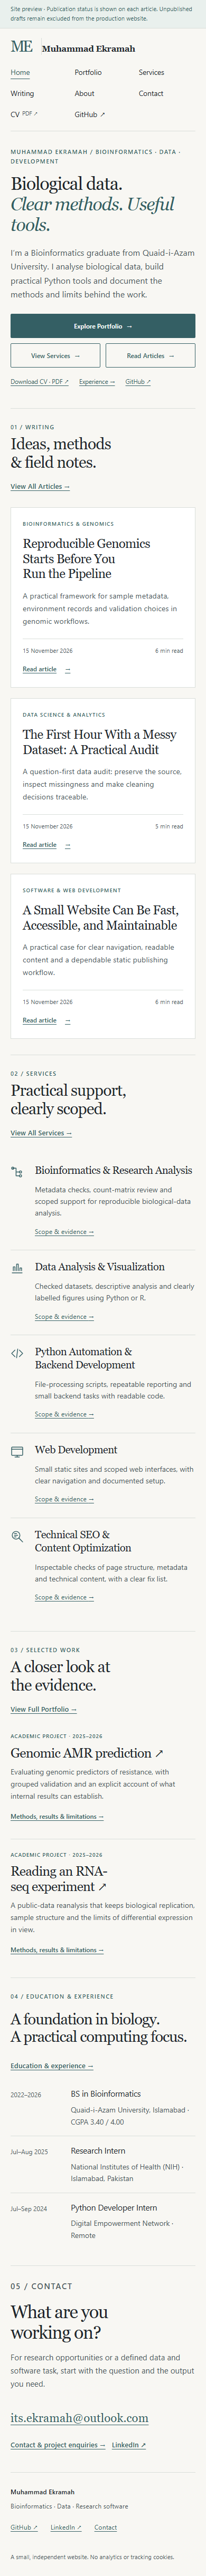 Site preview · Publication status is shown on each article. Unpublished
drafts remain excluded from the production website.
ME Muhammad Ekramah
Home Portfolio Services
Writing About Contact
CV PDF ↗ GitHub ↗
MUHAMMAD EKRAMAH / BIOINFORMATICS · DATA ·
DEVELOPMENT
Biological data.
Clear methods. Useful
tools.
I'm a Bioinformatics graduate from Quaid-i-Azam
University. I analyse biological data, build
practical Python tools and document the
methods and limits behind the work.
Explore Portfolio →
View Services → Read Articles →
Download CV · PDF ↗ Experience → GitHub ↗
01 / WRITING
Ideas, methods
& field notes.
View All Articles →
BIOINFORMATICS & GENOMICS
Reproducible Genomics
Starts Before You
Run the Pipeline
A practical framework for sample metadata,
environment records and validation choices in
genomic workflows.
15 November 2026 6 min read
Read article →
DATA SCIENCE & ANALYTICS
The First Hour With a Messy
Dataset: A Practical Audit
A question-first data audit: preserve the source,
inspect missingness and make cleaning
decisions traceable.
15 November 2026 5 min read
Read article →
SOFTWARE & WEB DEVELOPMENT
A Small Website Can Be Fast,
Accessible, and Maintainable
A practical case for clear navigation, readable
content and a dependable static publishing
workflow.
15 November 2026 6 min read
Read article →
02 / SERVICES
Practical support,
clearly scoped.
View All Services →
Bioinformatics & Research Analysis
Metadata checks, count-matrix review and
scoped support for reproducible biological-data
analysis.
Scope & evidence →
Data Analysis & Visualization
Checked datasets, descriptive analysis and clearly
labelled figures using Python or R.
Scope & evidence →
Python Automation &
Backend Development
File-processing scripts, repeatable reporting and
small backend tasks with readable code.
Scope & evidence →
Web Development
Small static sites and scoped web interfaces, with
clear navigation and documented setup.
Scope & evidence →
Technical SEO &
Content Optimization
Inspectable checks of page structure, metadata
and technical content, with a clear fix list.
Scope & evidence →
03 / SELECTED WORK
A closer look at
the evidence.
View Full Portfolio →
ACADEMIC PROJECT · 2025–2026
Genomic AMR prediction ↗
Evaluating genomic predictors of resistance, with
grouped validation and an explicit account of what
internal results can establish.
Methods, results & limitations →
ACADEMIC PROJECT · 2025–2026
Reading an RNA-
seq experiment ↗
A public-data reanalysis that keeps biological replication,
sample structure and the limits of differential expression
in view.
Methods, results & limitations →
04 / EDUCATION & EXPERIENCE
A foundation in biology.
A practical computing focus.
Education & experience →
2022–2026 BS in Bioinformatics
Quaid-i-Azam University, Islamabad ·
CGPA 3.40 / 4.00
Jul–Aug 2025 Research Intern
National Institutes of Health (NIH) ·
Islamabad, Pakistan
Jul–Sep 2024 Python Developer Intern
Digital Empowerment Network ·
Remote
05 / CONTACT
What are you
working on?
For research opportunities or a defined data and
software task, start with the question and the output
you need.
its.ekramah@outlook.com
Contact & project enquiries → LinkedIn ↗
Muhammad Ekramah
Bioinformatics · Data · Research software
GitHub ↗ LinkedIn ↗ Contact
A small, independent website. No analytics or tracking cookies.